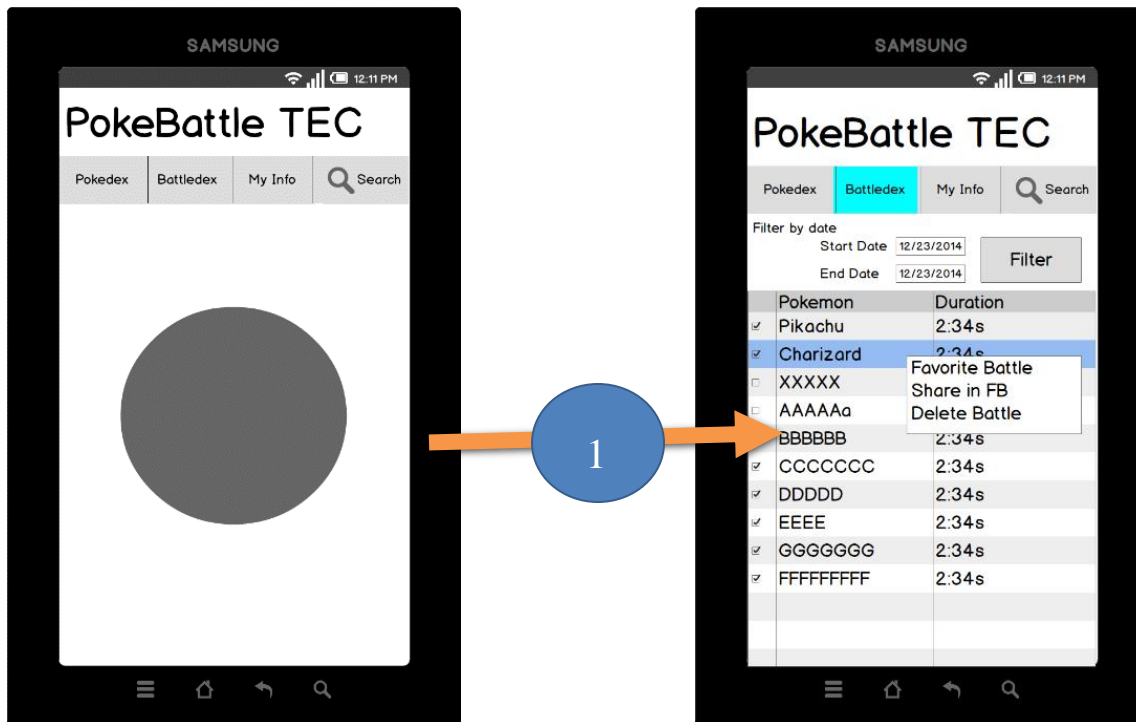 SAMSUNG
12:11 PM
PokeBattle TEC
Pokedex Battledex My Info Search
1
SAMSUNG
12:11 PM
PokeBattle TEC
Pokedex Battledex My Info Search
Filter by date
Start Date 12/23/2014
End Date 12/23/2014
Filter
Pokemon Duration
Pikachu 2:34s
Charizard 2:34s
Favorite Battle
Share in FB
Delete Battle
XXXXX
AAAAAa
BBBBBB 2:34s
CCCCCCC 2:34s
DDDDD 2:34s
EEEE 2:34s
GGGGGGG 2:34s
FFFFFFFFF 2:34s